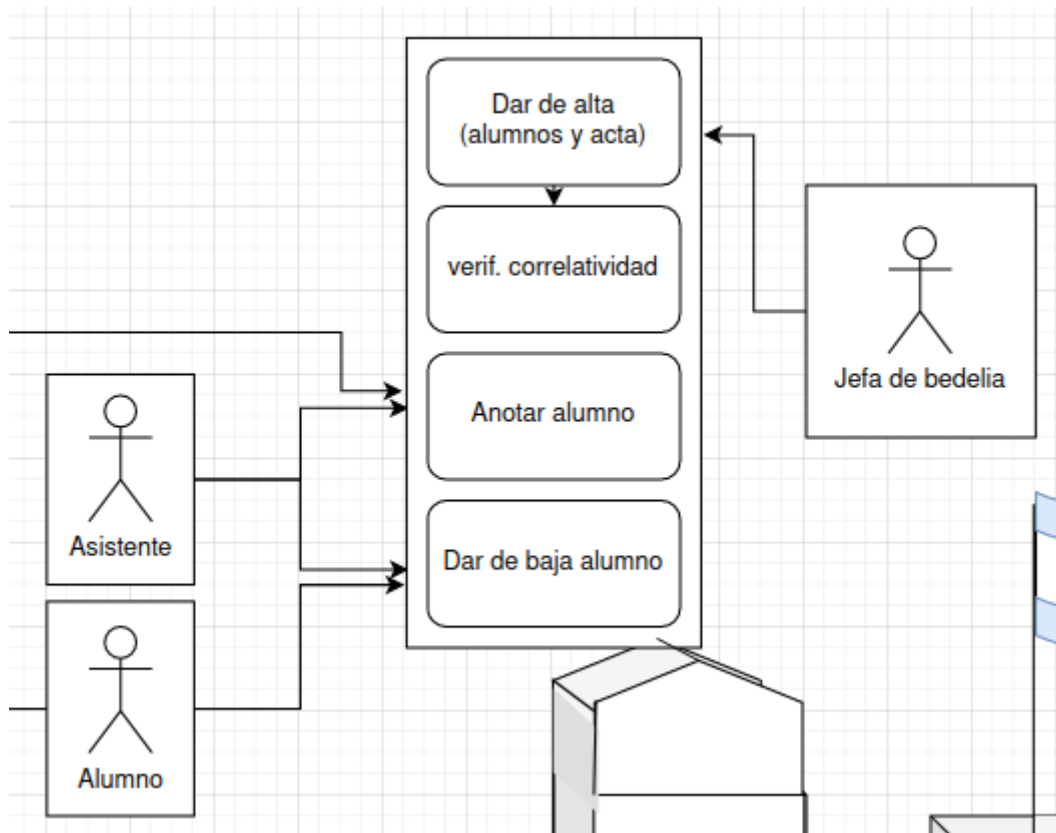 Dar de alta
(alumnos y acta)
verif. correlatividad
Jefa de bedelia
Anotar alumno
Asistente
Dar de baja alumno
Alumno